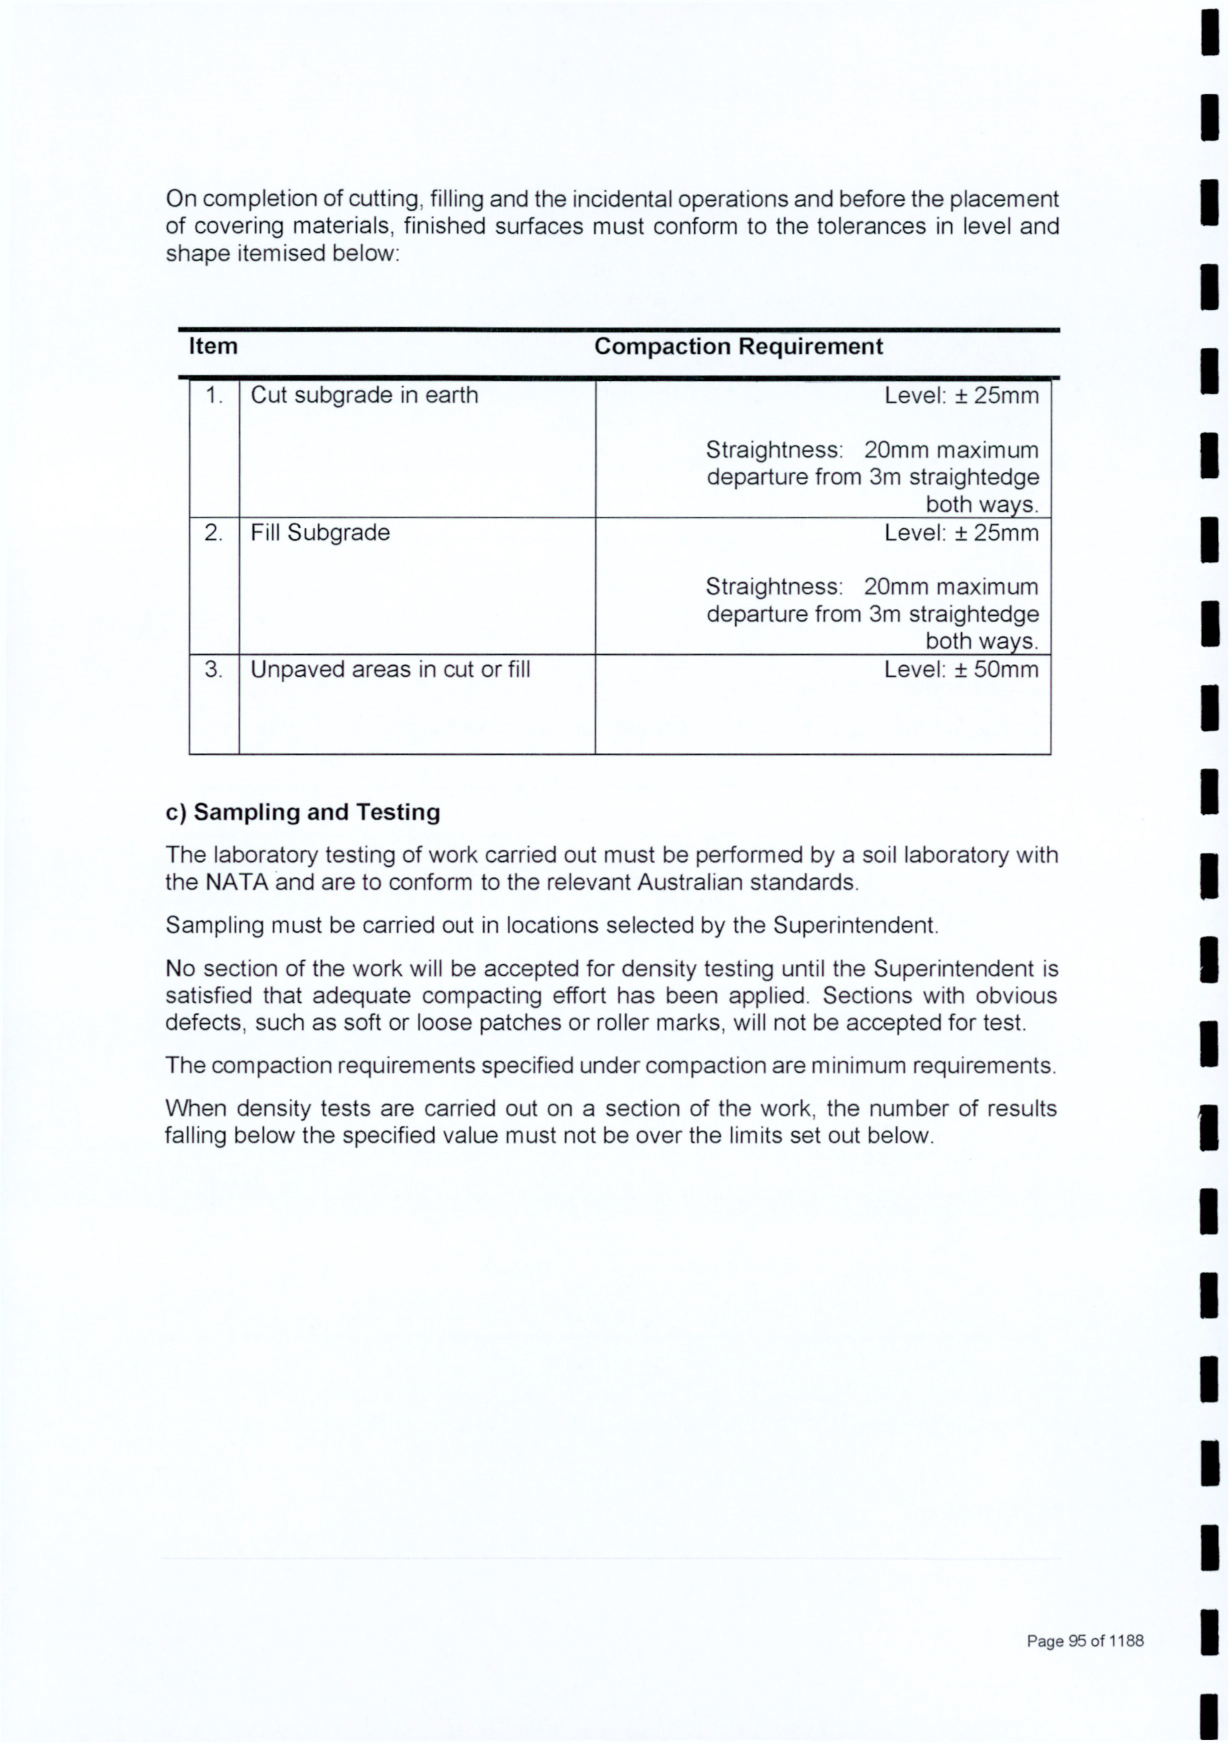 On completion of cutting, filling and the incidental operations and before the placement
of covering materials, finished surfaces must conform to the tolerances in level and
shape itemised below:
Item Compaction Requirement
1. Cut subgrade in earth Level: ± 25mm
Straightness: 20mm maximum
departure from 3m straightedge
both ways.
2. Fill Subgrade Level: ± 25mm
Straightness: 20mm maximum
departure from 3m straightedge
both ways.
3. Unpaved areas in cut or fill Level: ± 50mm
c) Sampling and Testing
The laboratory testing of work carried out must be performed by a soil laboratory with
the NATA and are to conform to the relevant Australian standards.
Sampling must be carried out in locations selected by the Superintendent.
No section of the work will be accepted for density testing until the Superintendent is
satisfied that adequate compacting effort has been applied. Sections with obvious
defects, such as soft or loose patches or roller marks, will not be accepted for test.
The compaction requirements specified under compaction are minimum requirements.
When density tests are carried out on a section of the work, the number of results
falling below the specified value must not be over the limits set out below.
Page 95 of 1188